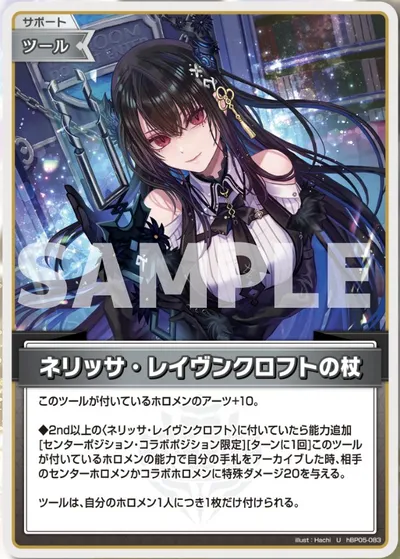 サポート
ツール
SAMPLE
ネリッサ・レイヴンクロフトの杖
このツールが付いているホロメンのアーツ+10。
◆2nd以上の〈ネリッサ・レイヴンクロフト〉に付いていたら能力追加
[センターポジション・コラボポジション限定][ターンに1回]このツール
が付いているホロメンの能力で自分の手札をアーカイブした時、相手
のセンターホロメンかコラボホロメンに特殊ダメージ20を与える。
ツールは、自分のホロメン1人につき1枚だけ付けられる。
illust : Hachi U hBP05-083